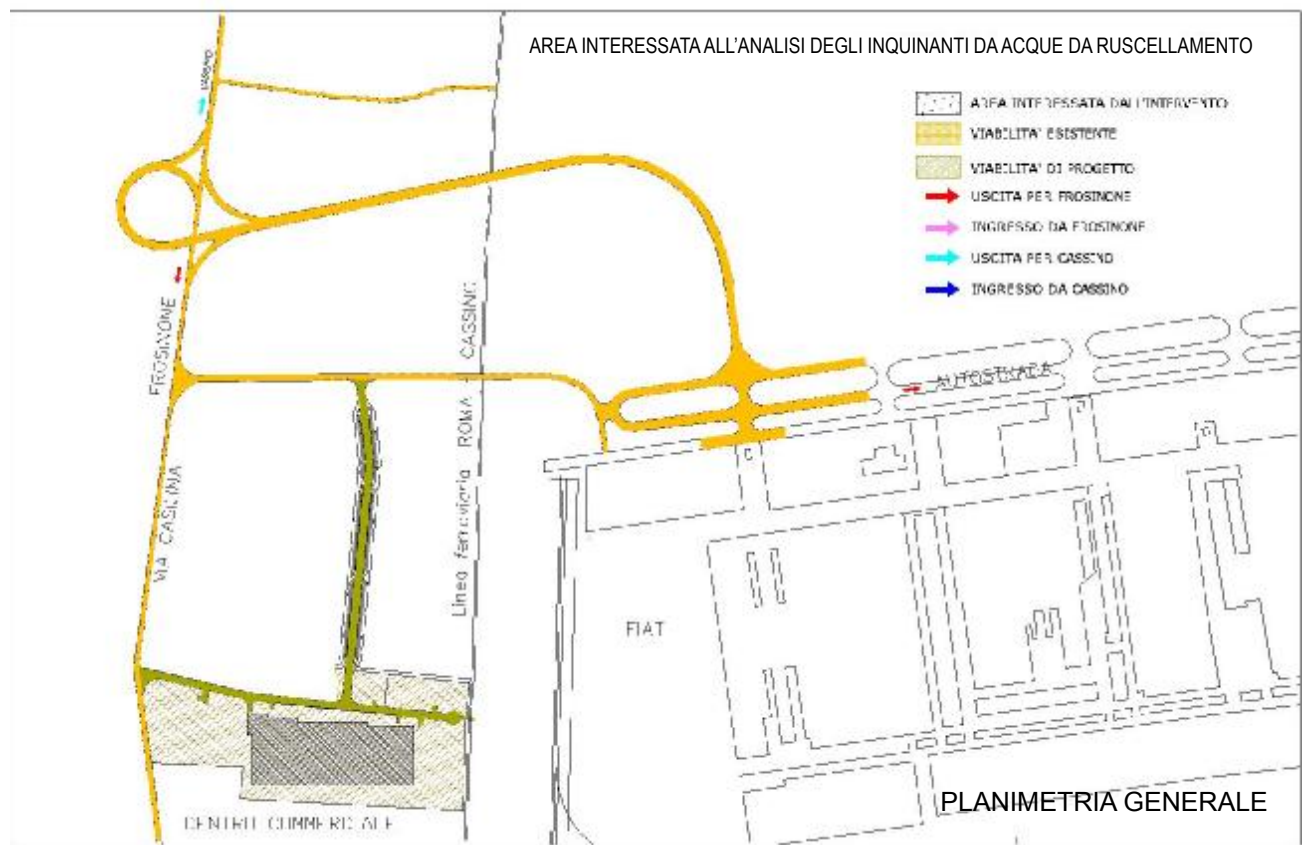 AREA INTERESSATA ALL'ANALISI DEGLI INQUINANTI DA ACQUE DA RUSCELLAMENTO
AREA INTERESSATA DALL'INTERVENTO
VIABILITA' ESISTENTE
VIABILITA' DI PROGETTO
USCITA PER FROSINONE
INGRESSO DA FROSINONE
USCITA PER CASSINO
INGRESSO DA CASSINO
FROSINONE
VIA CASILINA
Linea ferroviaria ROMA - CASSINO
AUTOSTRADA
FIAT
CENTRO COMMERCIALE
PLANIMETRIA GENERALE